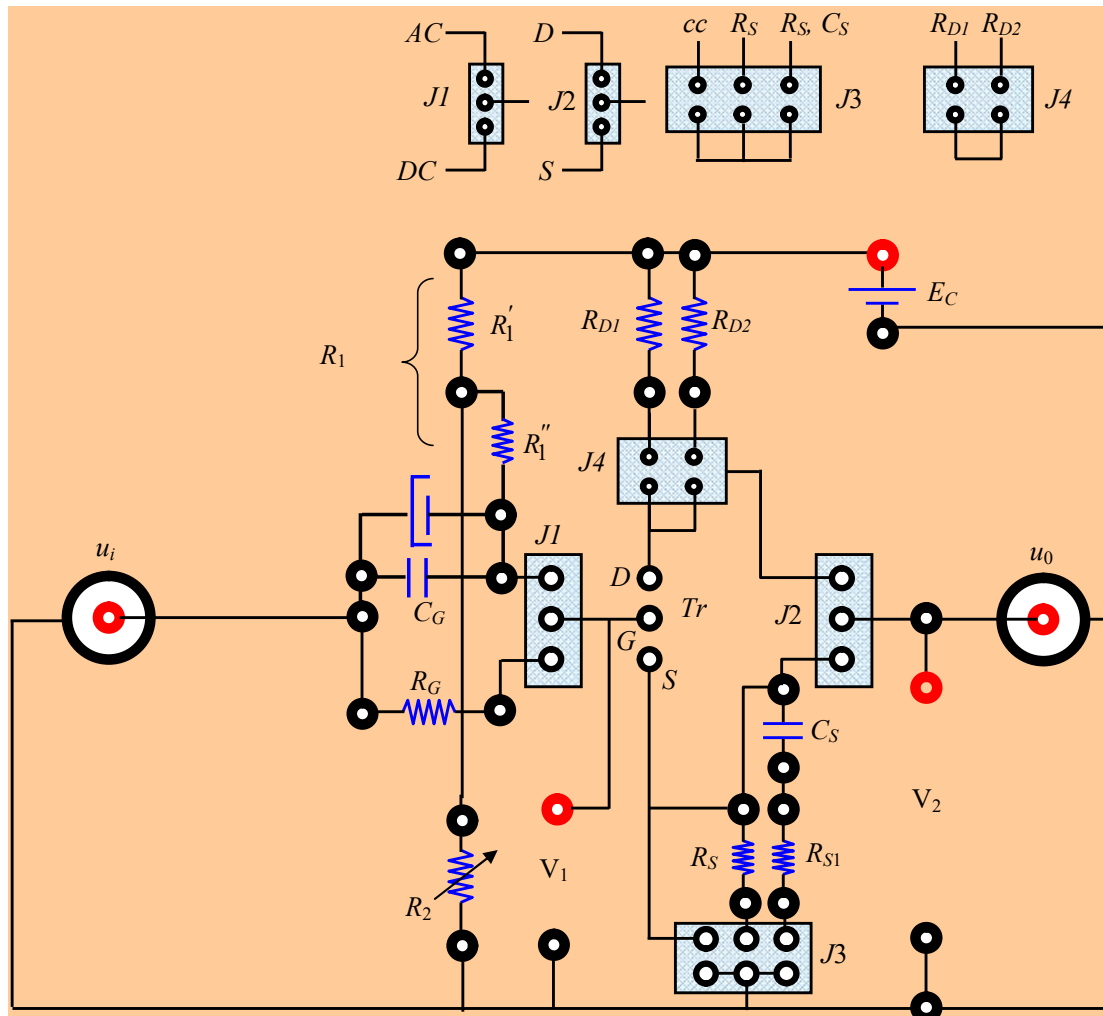 AC D cc R_S R_S, C_S R_D1 R_D2
J1 J2 J3 J4
DC S
R_1' R_D1 R_D2 E_C
R_1
R_1'' J4
J1
u_i D u_0
C_G G Tr J2
R_G S
C_S
V_2
R_S R_S1
V_1
R_2
J3